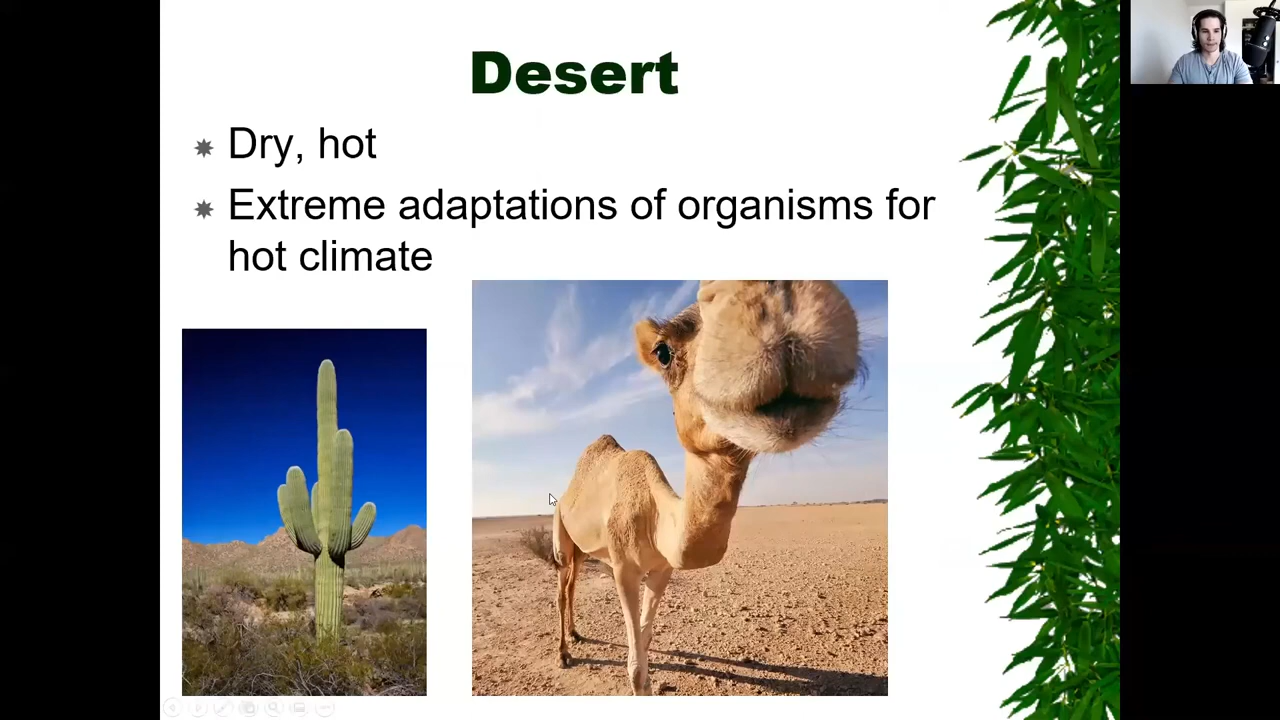 Desert
Dry, hot
Extreme adaptations of organisms for
hot climate